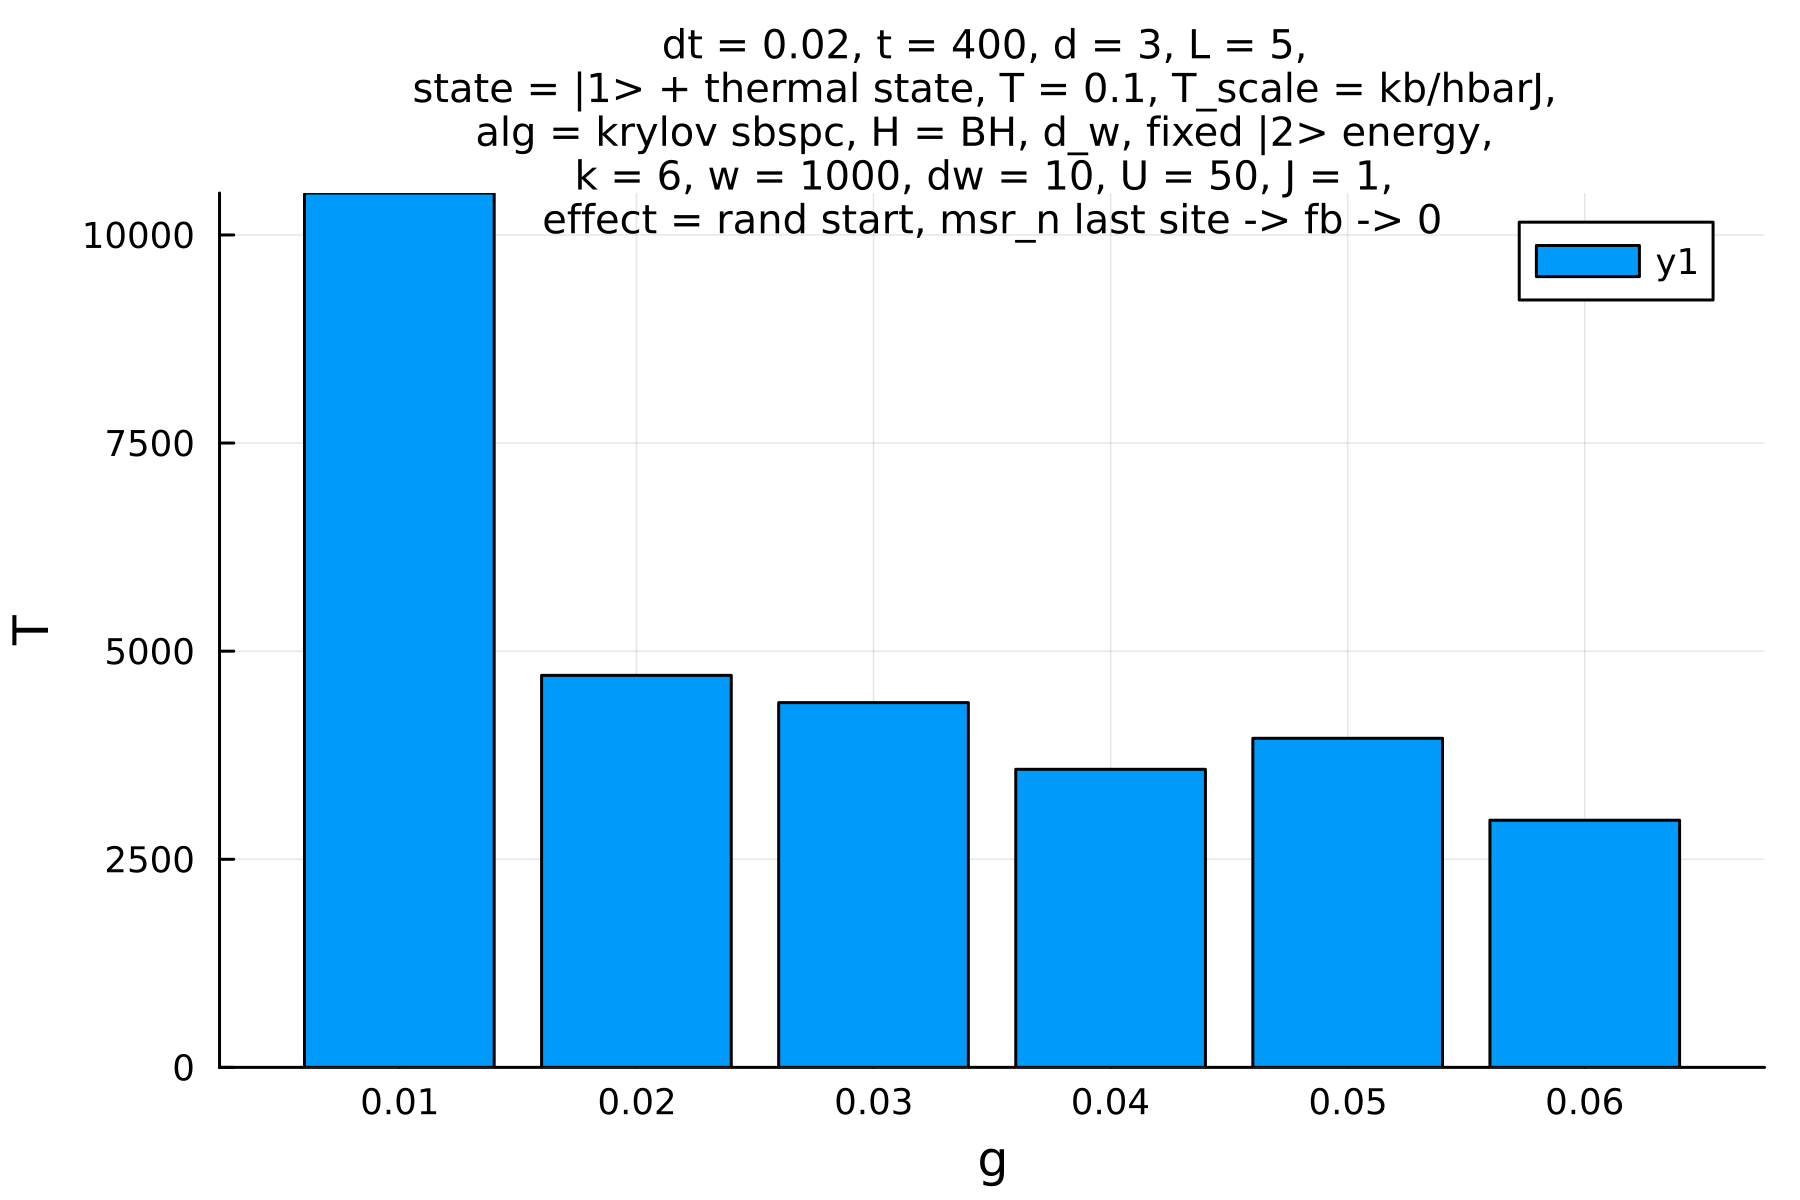 dt = 0.02, t = 400, d = 3, L = 5,
state = |1> + thermal state, T = 0.1, T_scale = kb/hbarJ,
alg = krylov sbspc, H = BH, d_w, fixed |2> energy,
k = 6, w = 1000, dw = 10, U = 50, J = 1,
effect = rand start, msr_n last site -> fb -> 0
y1
10000
7500
5000
2500
0
T
0.01 0.02 0.03 0.04 0.05 0.06
g